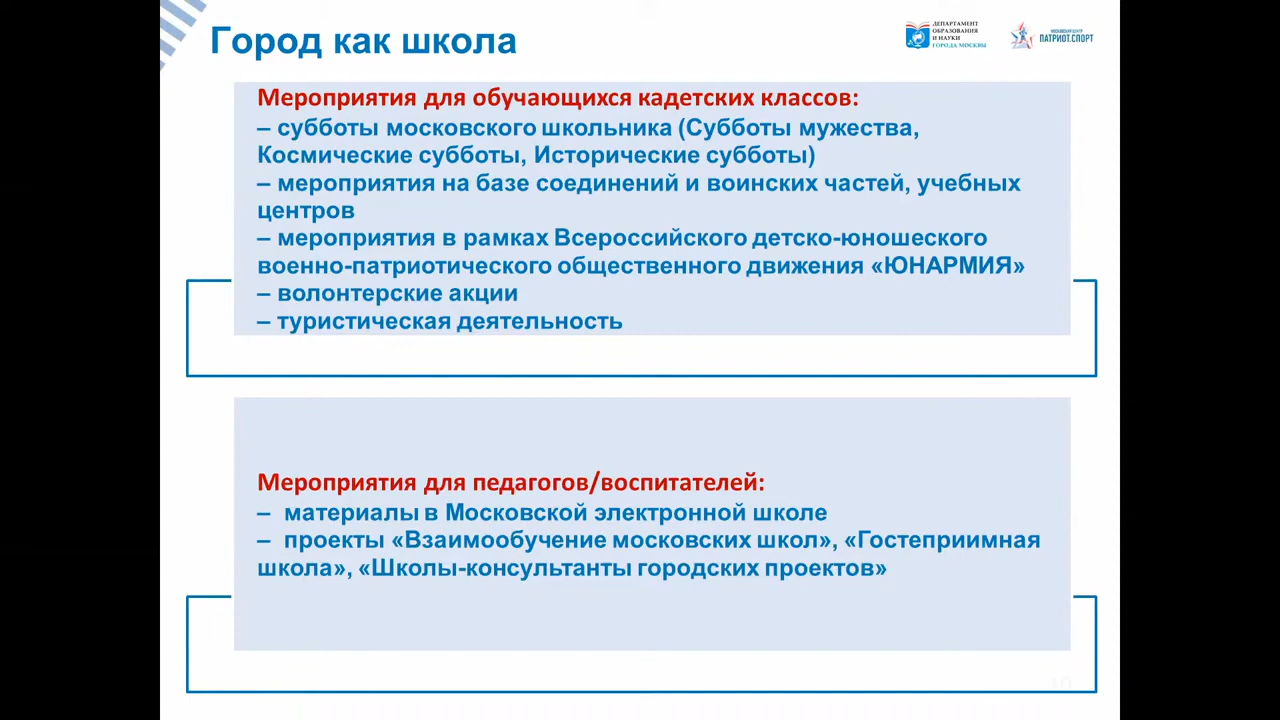 Город как школа
ДЕПАРТАМЕНТ
ОБРАЗОВАНИЯ
И НАУКИ
ГОРОДА МОСКВЫ
МОСКОВСКИЙ ЦЕНТР
ПАТРИОТ.СПОРТ
Мероприятия для обучающихся кадетских классов:
– субботы московского школьника (Субботы мужества,
Космические субботы, Исторические субботы)
– мероприятия на базе соединений и воинских частей, учебных
центров
– мероприятия в рамках Всероссийского детско-юношеского
военно-патриотического общественного движения «ЮНАРМИЯ»
– волонтерские акции
– туристическая деятельность
Мероприятия для педагогов/воспитателей:
– материалы в Московской электронной школе
– проекты «Взаимообучение московских школ», «Гостеприимная
школа», «Школы-консультанты городских проектов»